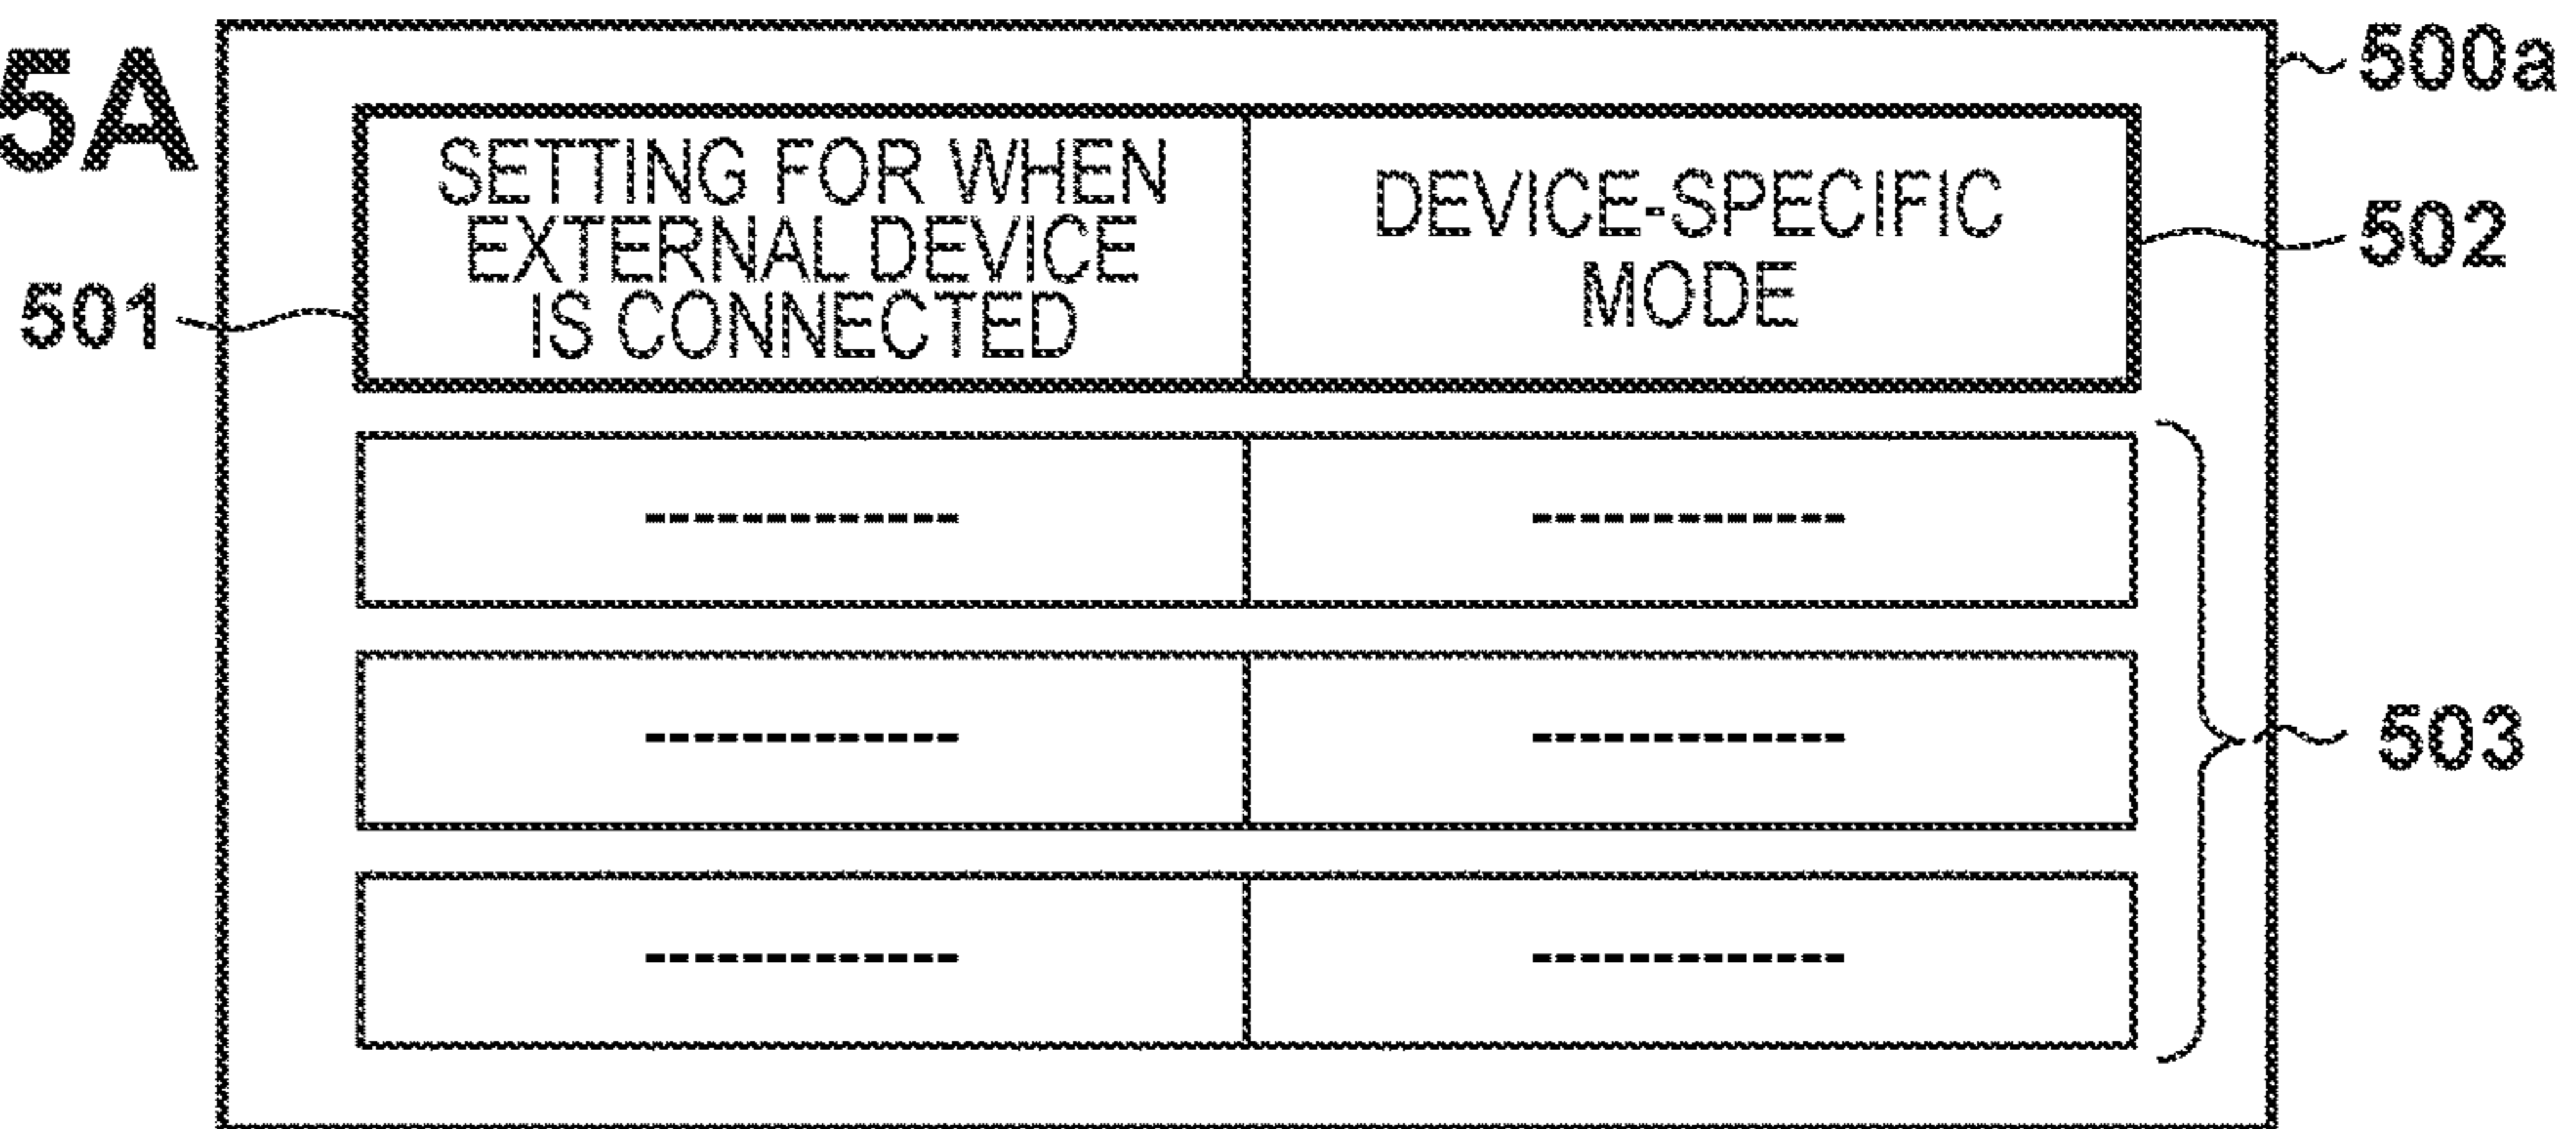 5A
500a
SETTING FOR WHEN
EXTERNAL DEVICE
IS CONNECTED
DEVICE-SPECIFIC
MODE
501
502
-------------
-------------
-------------
-------------
503
-------------
-------------